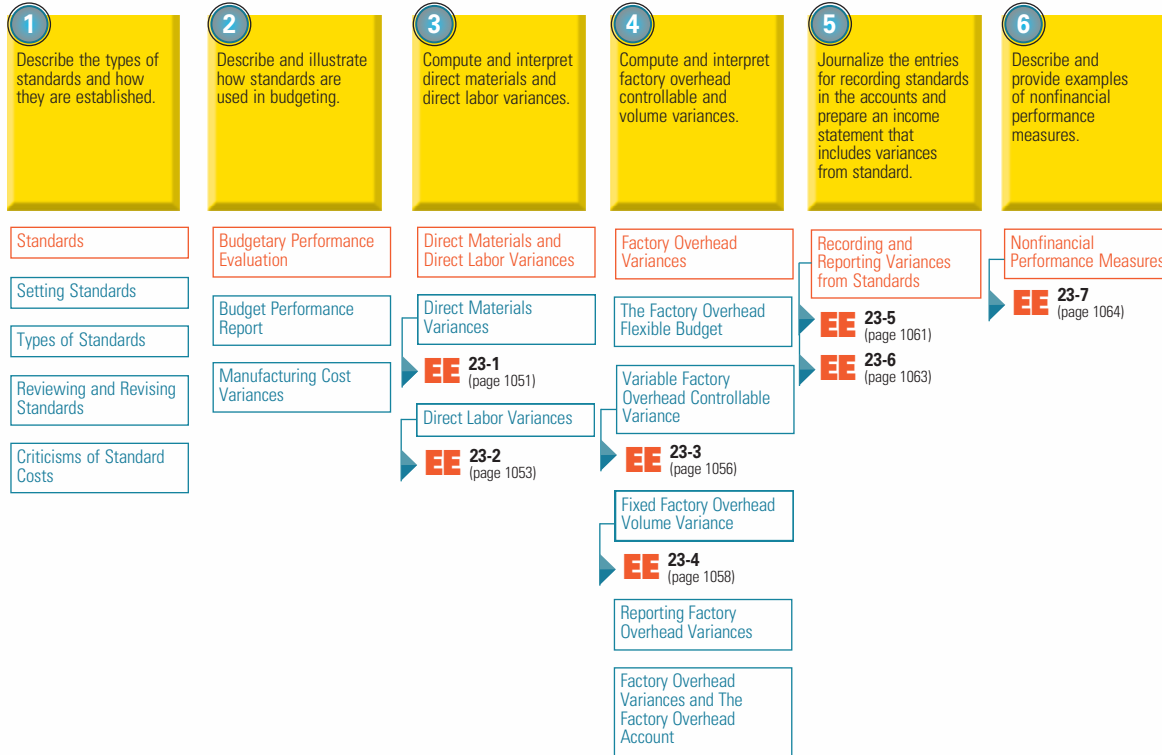 1
Describe the types of
standards and how
they are established.
Standards
Setting Standards
Types of Standards
Reviewing and Revising
Standards
Criticisms of Standard
Costs
2
Describe and illustrate
how standards are
used in budgeting.
Budgetary Performance
Evaluation
Budget Performance
Report
Manufacturing Cost
Variances
3
Compute and interpret
direct materials and
direct labor variances.
Direct Materials and
Direct Labor Variances
Direct Materials
Variances
EE 23-1
(page 1051)
Direct Labor Variances
EE 23-2
(page 1053)
4
Compute and interpret
factory overhead
controllable and
volume variances.
Factory Overhead
Variances
The Factory Overhead
Flexible Budget
Variable Factory
Overhead Controllable
Variance
EE 23-3
(page 1056)
Fixed Factory Overhead
Volume Variance
EE 23-4
(page 1058)
Reporting Factory
Overhead Variances
Factory Overhead
Variances and The
Factory Overhead
Account
5
Journalize the entries
for recording standards
in the accounts and
prepare an income
statement that
includes variances
from standard.
Recording and
Reporting Variances
from Standards
EE 23-5
(page 1061)
EE 23-6
(page 1063)
6
Describe and
provide examples
of nonfinancial
performance
measures.
Nonfinancial
Performance Measures
EE 23-7
(page 1064)